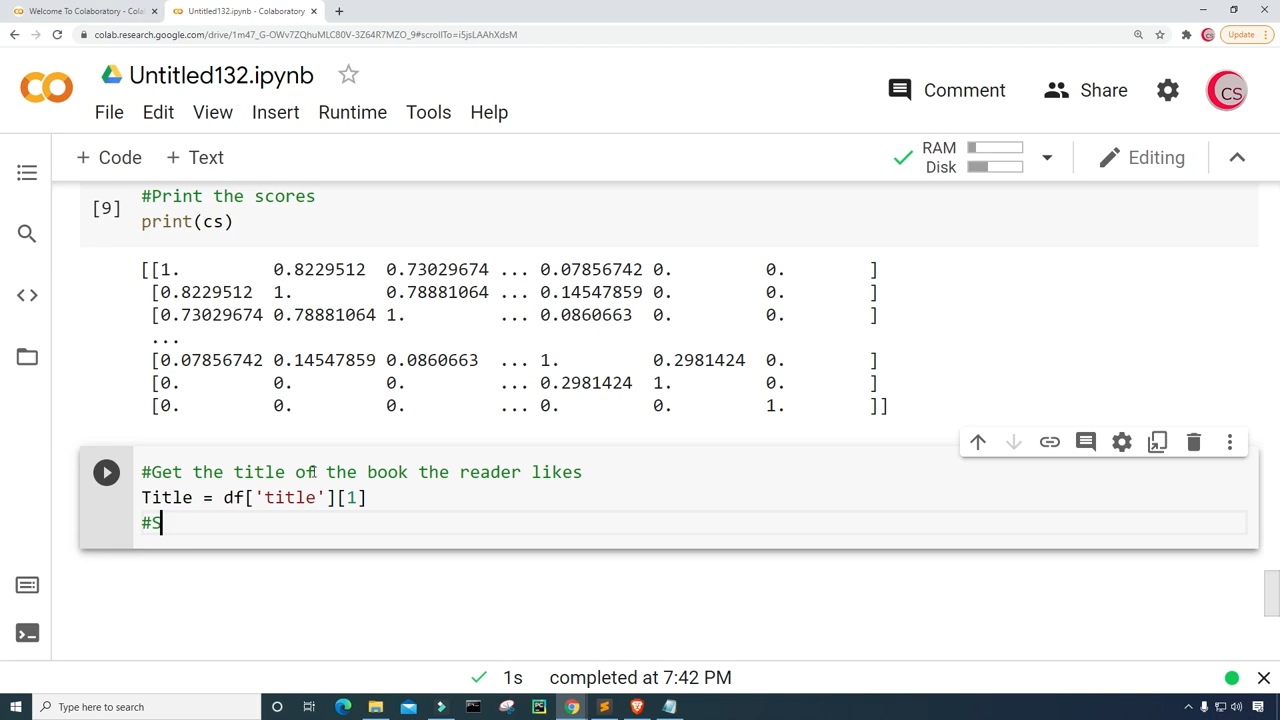 Welcome To Colaboratory - Cola
Untitled132.ipynb - Colaboratory
colab.research.google.com/drive/1m47_G-OWv7ZQhuMLC80V-3Z64R7MZO_9#scrollTo=i5jsLAAhXdsM
Update
Untitled132.ipynb
Comment
Share
CS
File Edit View Insert Runtime Tools Help
+ Code + Text
RAM
Disk
Editing
#Print the scores
[9]
print(cs)
[[1. 0.8229512 0.73029674 ... 0.07856742 0. 0. ]
[0.8229512 1. 0.78881064 ... 0.14547859 0. 0. ]
[0.73029674 0.78881064 1. ... 0.0860663 0. 0. ]
...
[0.07856742 0.14547859 0.0860663 ... 1. 0.2981424 0. ]
[0. 0. 0. ... 0.2981424 1. 0. ]
[0. 0. 0. ... 0. 0. 1. ]]
#Get the title of the book the reader likes
Title = df['title'][1]
#S
1s completed at 7:42 PM
Type here to search